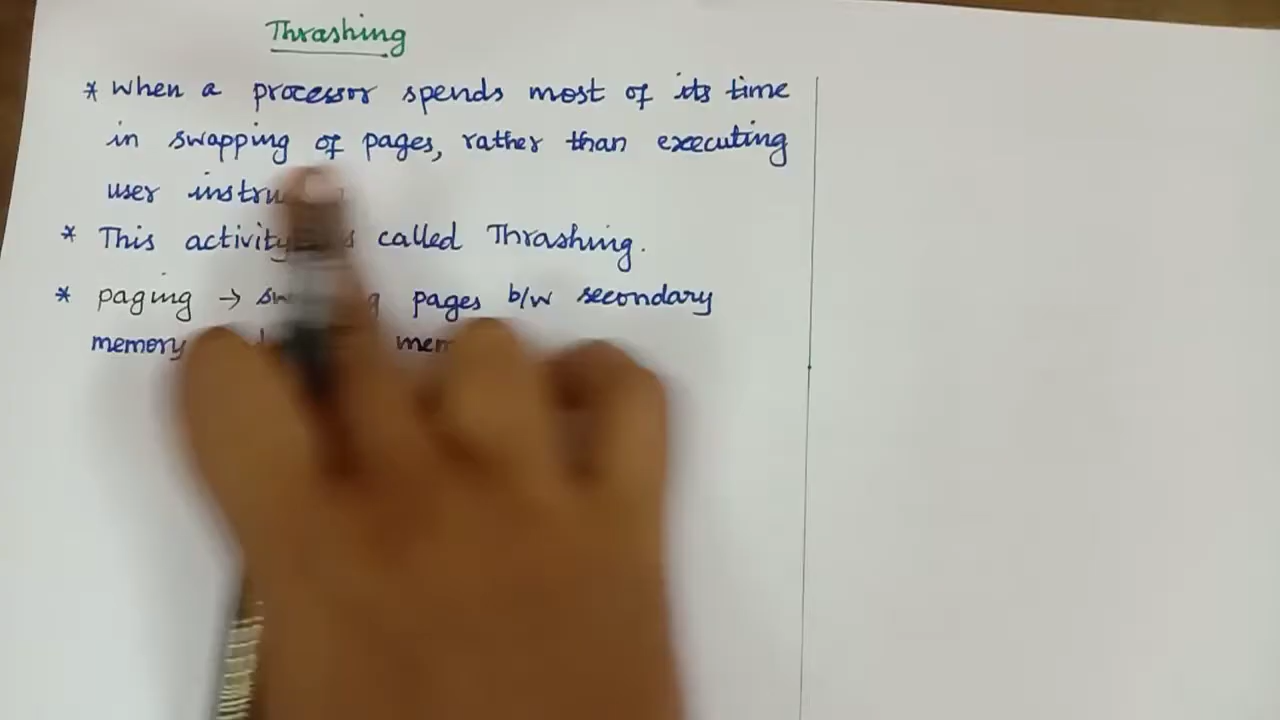 Thrashing
* When a processor spends most of its time
in swapping of pages, rather than executing
user
* This activity called Thrashing.
* paging → pages b/w secondary
memory